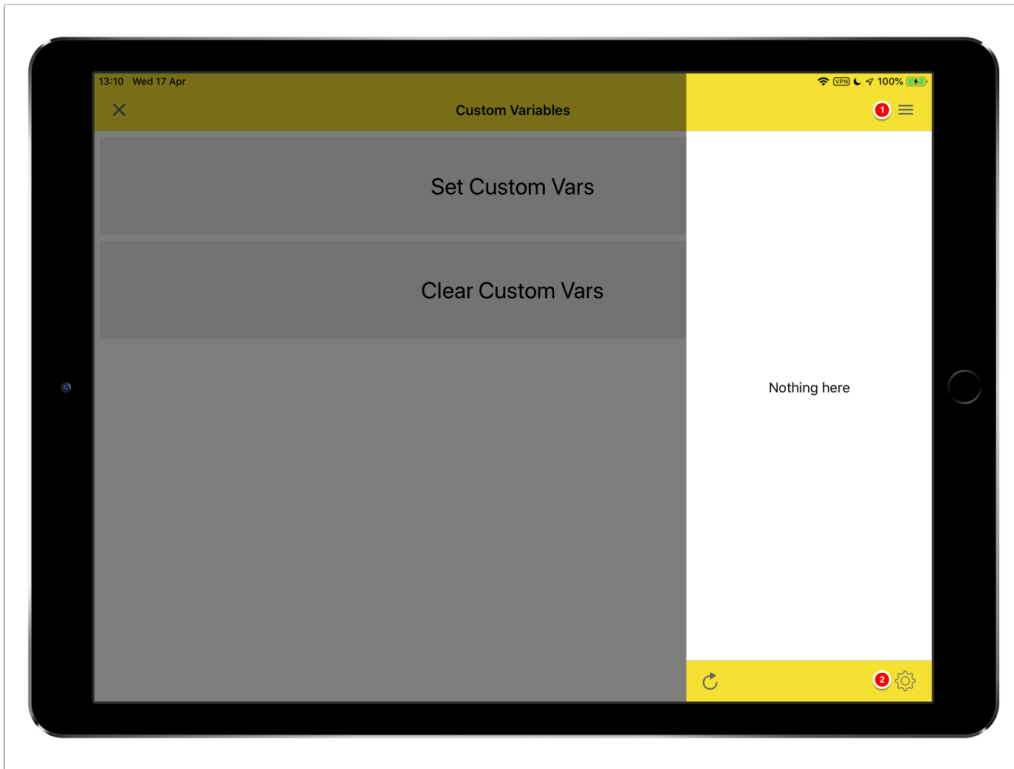 13:10 Wed 17 Apr
VPN 100%
Custom Variables
1
Set Custom Vars
Clear Custom Vars
Nothing here
2